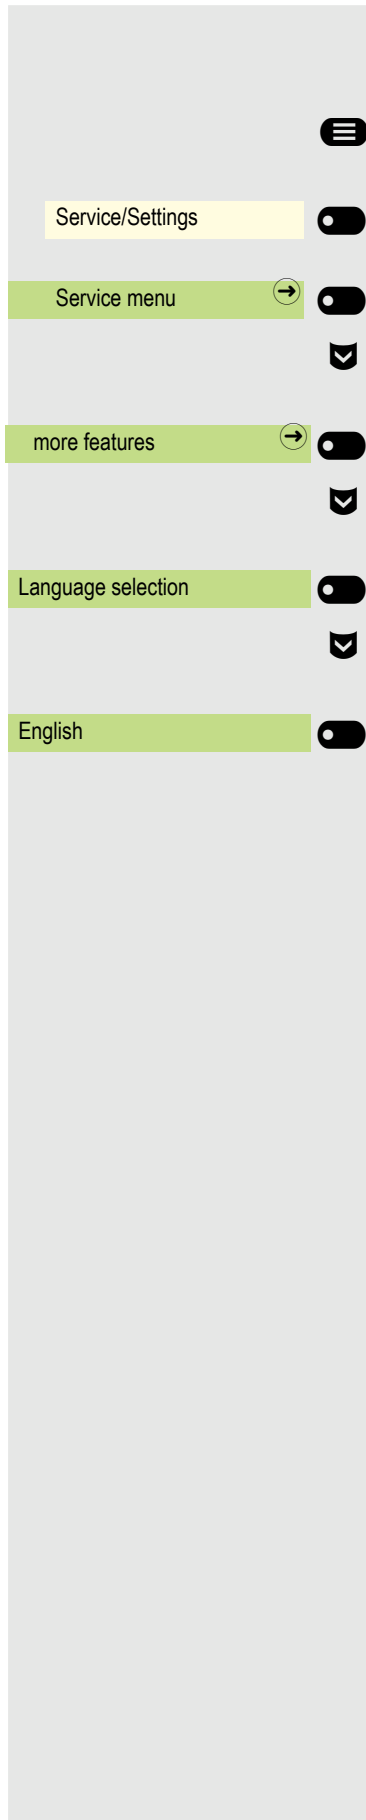 Service/Settings
Service menu
more features
Language selection
English